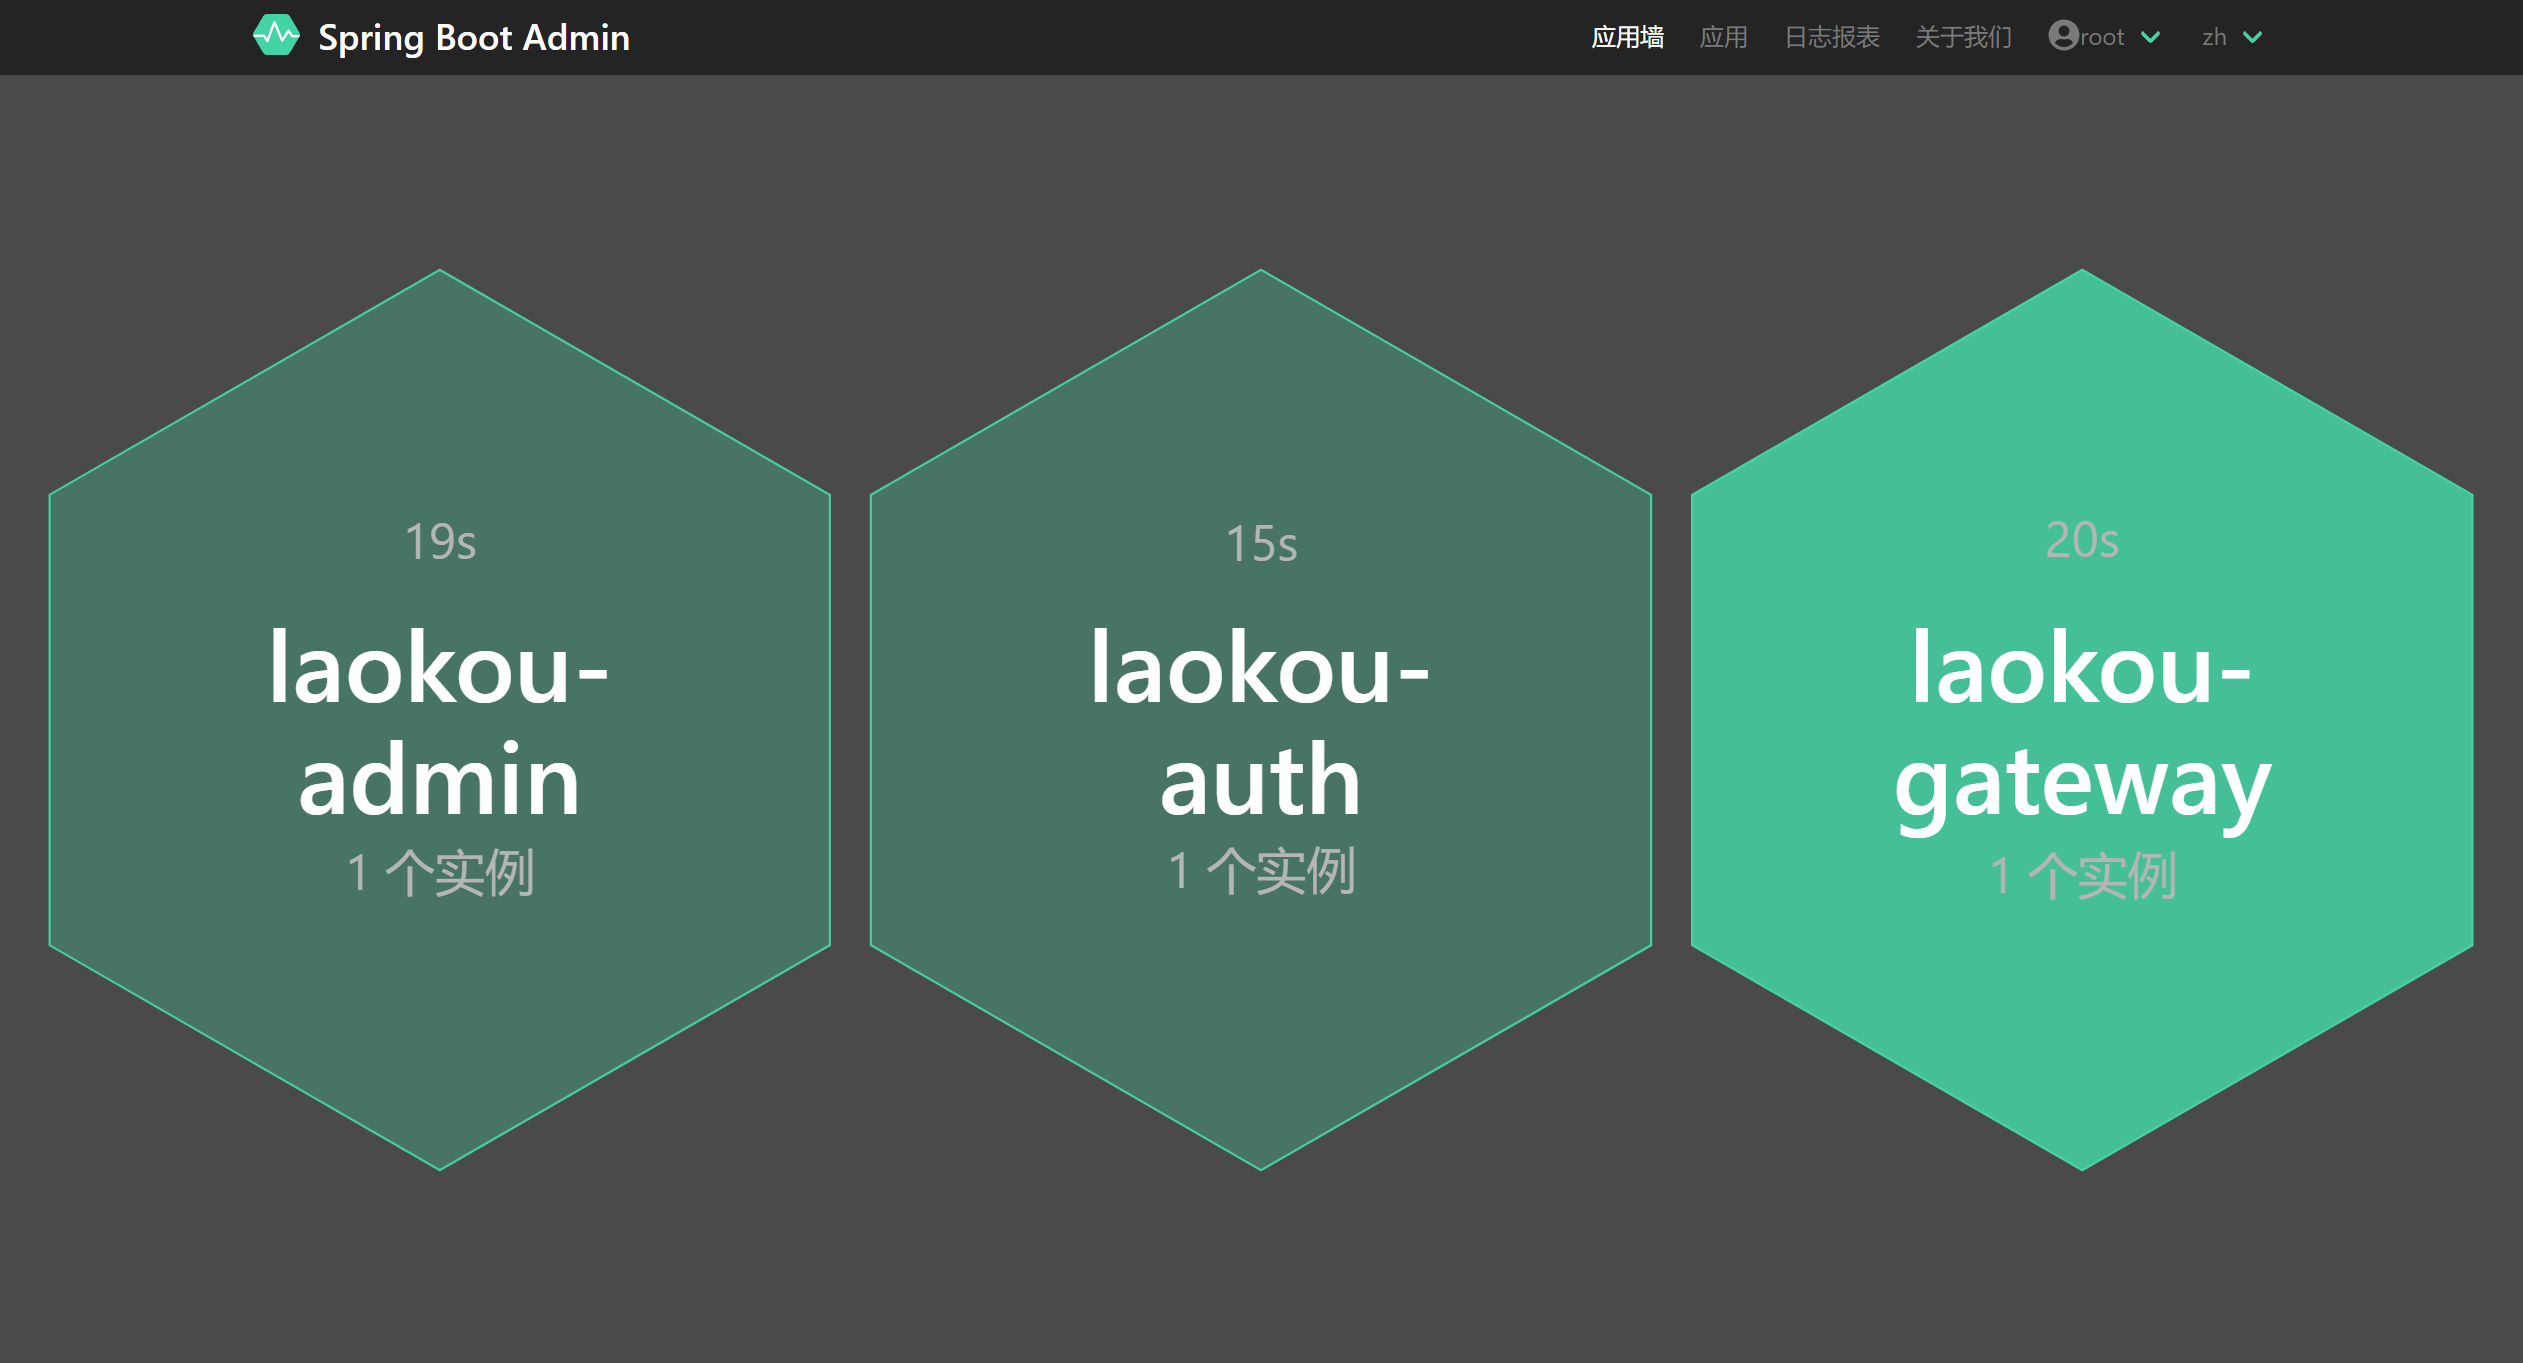 Spring Boot Admin
应用墙 应用 日志报表 关于我们 root zh
19s
laokou-
admin
1 个实例
15s
laokou-
auth
1 个实例
20s
laokou-
gateway
1 个实例